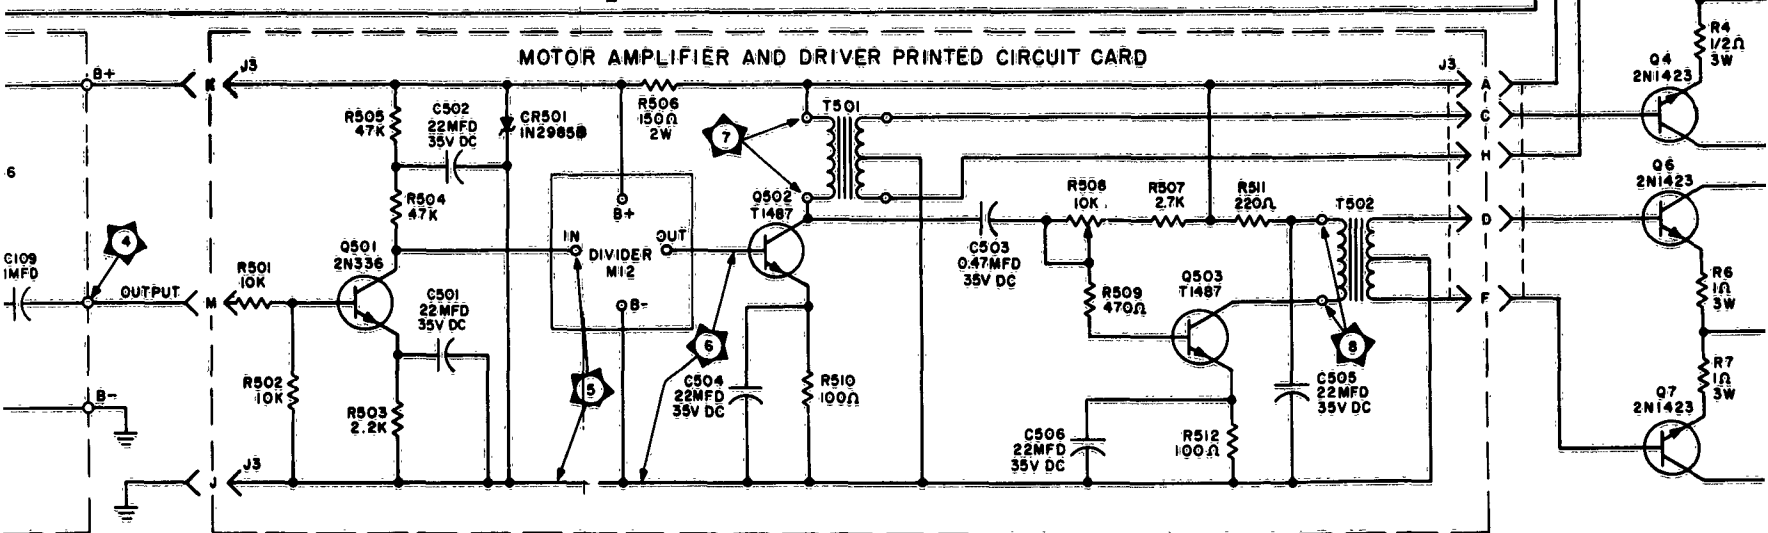 MOTOR AMPLIFIER AND DRIVER PRINTED CIRCUIT CARD
B+
K
J3
R505
47K
C502
22MFD
35V DC
CR501
1N2985B
R506
150Ω
2W
T501
J3
A
C
H
Q4
2N1423
R4
1/2Ω
3W
7
6
R504
47K
B+
Q502
T1487
R508
10K
R507
2.7K
R511
220Ω
T502
D
Q6
2N1423
4
C109
1MFD
OUTPUT
M
R501
10K
Q501
2N336
IN
OUT
DIVIDER
M12
B-
C501
22MFD
35V DC
C503
0.47MFD
35V DC
R509
470Ω
Q503
T1487
F
R6
1Ω
3W
6
8
5
R502
10K
R503
2.2K
C504
22MFD
35V DC
R510
100Ω
C505
22MFD
35V DC
R7
1Ω
3W
Q7
2N1423
B-
C506
22MFD
35V DC
R512
100Ω
J3
J